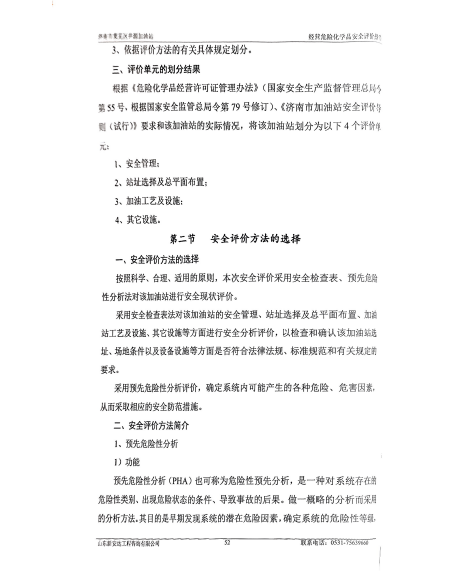 经营危险化学品安全评价
3、依据评价方法的有关具体规定划分。
三、评价单元的划分结果
根据《危险化学品经营许可证管理办法》(国家安全生产监督管理总局令
第55号、根据国家安全监管总局令第79号修订)、《济南市加油站安全评价导
则(试行)》要求和该加油站的实际情况，将该加油站划分为以下4个评价单
元：
1、安全管理；
2、站址选择及总平面布置；
3、加油工艺及设施；
4、其它设施。
第二节 安全评价方法的选择
一、安全评价方法的选择
按照科学、合理、适用的原则，本次安全评价采用安全检查表、预先危险
性分析法对该加油站进行安全现状评价。
采用安全检查表法对该加油站的安全管理、站址选择及总平面布置、加油
站工艺及设施、其它设施等方面进行安全分析评价，以检查和确认该加油站选
址、场地条件以及设备设施等方面是否符合法律法规、标准规范和有关规定的
要求。
采用预先危险性分析评价，确定系统内可能产生的各种危险、危害因素，
从而采取相应的安全防范措施。
二、安全评价方法简介
1、预先危险性分析
1）功能
预先危险性分析(PHA)也可称为危险性预先分析，是一种对系统存在的
危险性类别、出现危险状态的条件、导致事故的后果。做一概略的分析而采用
的分析方法。其目的是早期发现系统的潜在危险因素，确定系统的危险性等级，
山东新安达工程咨询有限公司 52 联系电话：0531-75639660